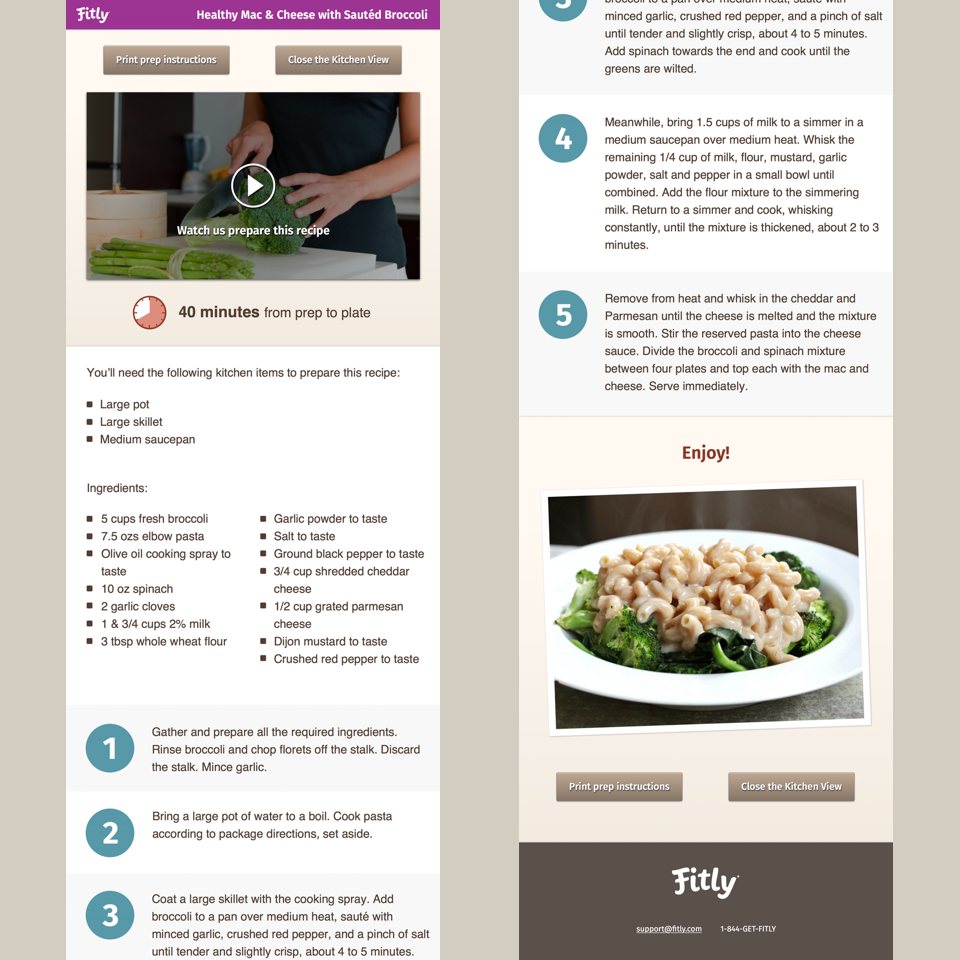 Fitly
Healthy Mac & Cheese with Sautéd Broccoli
Print prep instructions
Close the Kitchen View
Watch us prepare this recipe
40 minutes from prep to plate
You’ll need the following kitchen items to prepare this recipe:
Large pot
Large skillet
Medium saucepan
Ingredients:
5 cups fresh broccoli
7.5 ozs elbow pasta
Olive oil cooking spray to
taste
10 oz spinach
2 garlic cloves
1 & 3/4 cups 2% milk
3 tbsp whole wheat flour
Garlic powder to taste
Salt to taste
Ground black pepper to taste
3/4 cup shredded cheddar
cheese
1/2 cup grated parmesan
cheese
Dijon mustard to taste
Crushed red pepper to taste
1
Gather and prepare all the required ingredients.
Rinse broccoli and chop florets off the stalk. Discard
the stalk. Mince garlic.
2
Bring a large pot of water to a boil. Cook pasta
according to package directions, set aside.
3
Coat a large skillet with the cooking spray. Add
broccoli to a pan over medium heat, sauté with
minced garlic, crushed red pepper, and a pinch of salt
until tender and slightly crisp, about 4 to 5 minutes.
3
broccoli to a pan over medium heat, sauté with
minced garlic, crushed red pepper, and a pinch of salt
until tender and slightly crisp, about 4 to 5 minutes.
Add spinach towards the end and cook until the
greens are wilted.
4
Meanwhile, bring 1.5 cups of milk to a simmer in a
medium saucepan over medium heat. Whisk the
remaining 1/4 cup of milk, flour, mustard, garlic
powder, salt and pepper in a small bowl until
combined. Add the flour mixture to the simmering
milk. Return to a simmer and cook, whisking
constantly, until the mixture is thickened, about 2 to 3
minutes.
5
Remove from heat and whisk in the cheddar and
Parmesan until the cheese is melted and the mixture
is smooth. Stir the reserved pasta into the cheese
sauce. Divide the broccoli and spinach mixture
between four plates and top each with the mac and
cheese. Serve immediately.
Enjoy!
Print prep instructions
Close the Kitchen View
Fitly
support@fitly.com
1-844-GET-FITLY